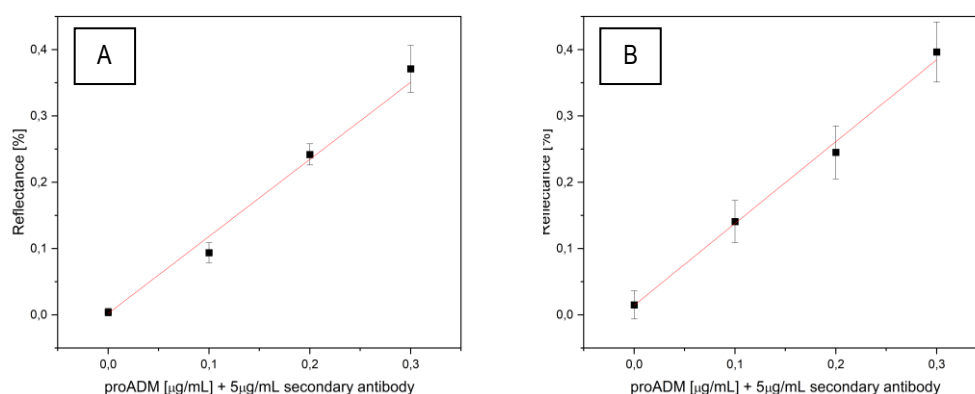 A
0,4
0,3
0,2
0,1
0,0
Reflectance [%]
0,0 0,1 0,2 0,3
proADM [μg/mL] + 5μg/mL secondary antibody
B
0,4
0,3
0,2
0,1
0,0
Reflectance [%]
0,0 0,1 0,2 0,3
proADM [μg/mL] + 5μg/mL secondary antibody